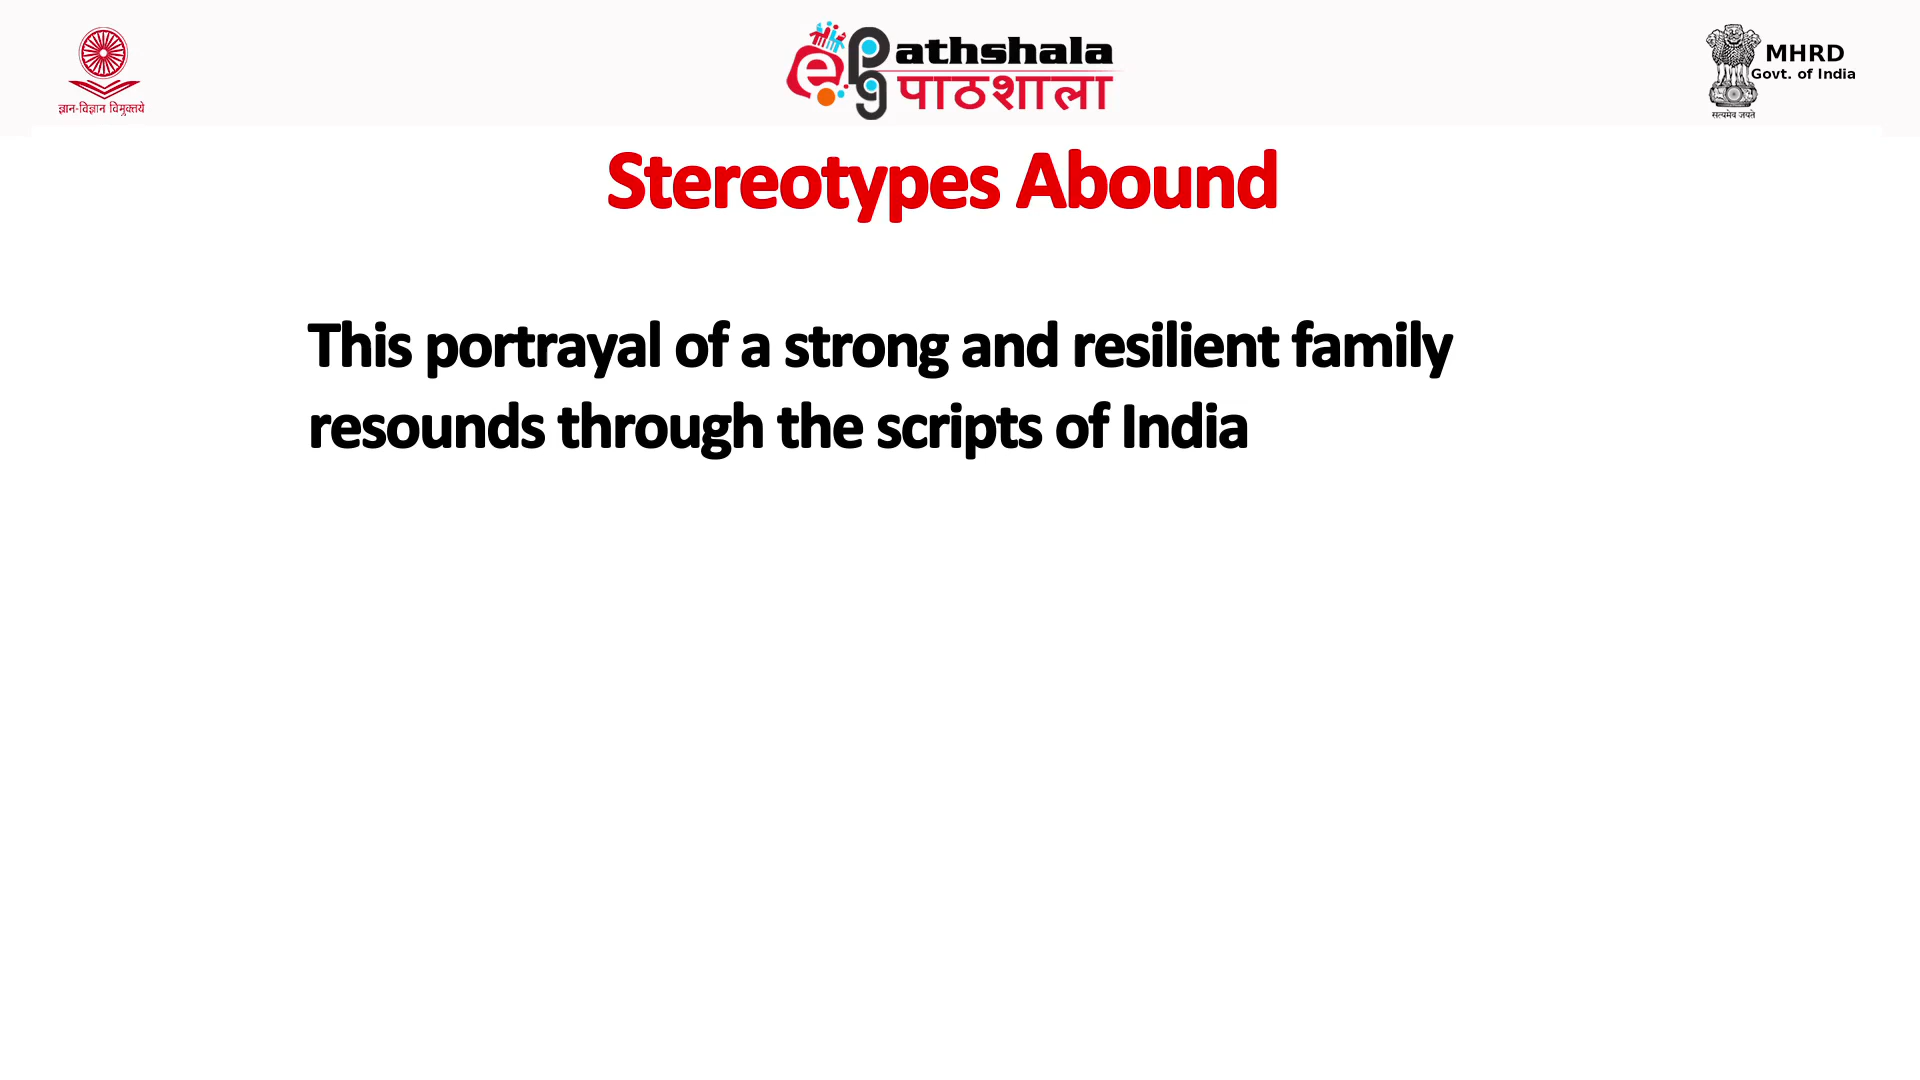 ज्ञान-विज्ञान विमुक्तये
ePgathshala
पाठशाला
MHRD
Govt. of India
सत्यमेव जयते
Stereotypes Abound
This portrayal of a strong and resilient family
resounds through the scripts of India